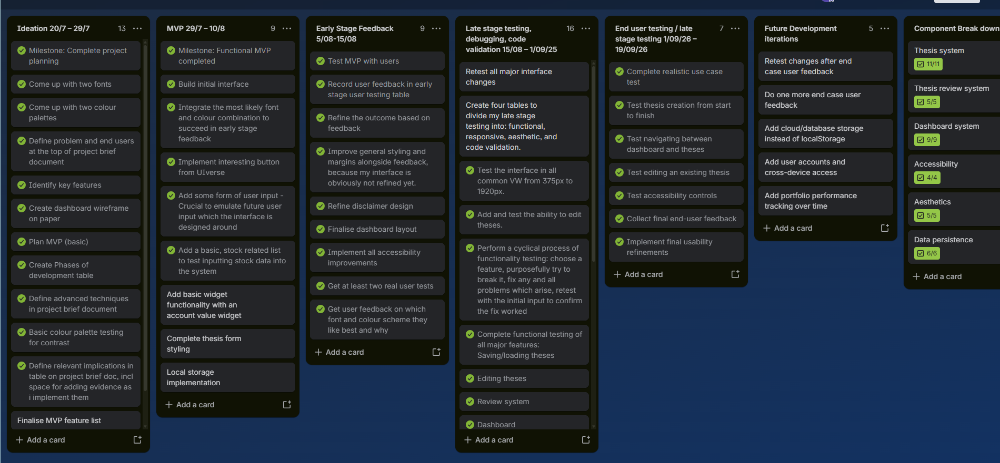 Ideation 20/7 – 29/7
13
Milestone: Complete project
planning
Come up with two fonts
Come up with two colour
palettes
Define problem and end users
at the top of project brief
document
Identify key features
Create dashboard wireframe
on paper
Plan MVP (basic)
Create Phases of
development table
Define advanced techniques
in project brief document
Basic colour palette testing
for contrast
Define relevant implications in
table on project brief doc, incl
space for adding evidence as
i implement them
Finalise MVP feature list
Add a card
MVP 29/7 – 10/8
9
Milestone: Functional MVP
completed
Build initial interface
Integrate the most likely font
and colour combination to
succeed in early stage
feedback
Implement interesting button
from UIverse
Add some form of user input -
Crucial to emulate future user
input which the interface is
designed around
Add a basic, stock related list
to test inputting stock data into
the system
Add basic widget
functionality with an
account value widget
Complete thesis form
styling
Local storage
implementation
Add a card
Early Stage Feedback
5/08-15/08
9
Test MVP with users
Record user feedback in early
stage user testing table
Refine the outcome based on
feedback
Improve general styling and
margins alongside feedback,
because my interface is
obviously not refined yet.
Refine disclaimer design
Finalise dashboard layout
Implement all accessibility
improvements
Get at least two real user tests
Get user feedback on which
font and colour scheme they
like best and why
Add a card
Late stage testing,
debugging, code
validation 15/08 – 1/09/25
16
Retest all major interface
changes
Create four tables to
divide my late stage
testing into: functional,
responsive, aesthetic, and
code validation.
Test the interface in all
common VW from 375px to
1920px.
Add and test the ability to edit
theses.
Perform a cyclical process of
functionality testing: choose a
feature, purposefully try to
break it, fix any and all
problems which arise, retest
with the initial input to confirm
the fix worked
Complete functional testing of
all major features:
Saving/loading theses
Editing theses
Review system
Dashboard
Add a card
End user testing / late
stage testing 1/09/26 –
19/09/26
7
Complete realistic use case
test
Test thesis creation from start
to finish
Test navigating between
dashboard and theses
Test editing an existing thesis
Test accessibility controls
Collect final end-user feedback
Implement final usability
refinements
Add a card
Future Development
iterations
5
Retest changes after end
case user feedback
Do one more end case user
feedback
Add cloud/database storage
instead of localStorage
Add user accounts and
cross-device access
Add portfolio performance
tracking over time
Add a card
Component Break down
Thesis system
11/11
Thesis review system
5/5
Dashboard system
9/9
Accessibility
4/4
Aesthetics
5/5
Data persistence
6/6
Add a card